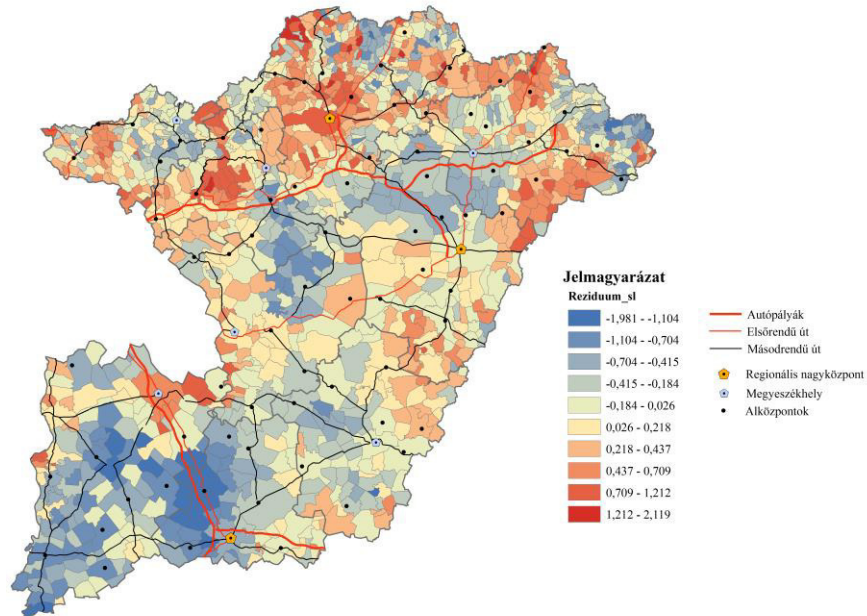 Jelmagyarázat
Reziduum_sl
-1,981 - -1,104
-1,104 - -0,704
-0,704 - -0,415
-0,415 - -0,184
-0,184 - 0,026
0,026 - 0,218
0,218 - 0,437
0,437 - 0,709
0,709 - 1,212
1,212 - 2,119
Autópályák
Elsőrendű út
Másodrendű út
Regionális nagyközpont
Megyeszékhely
Alközpontok